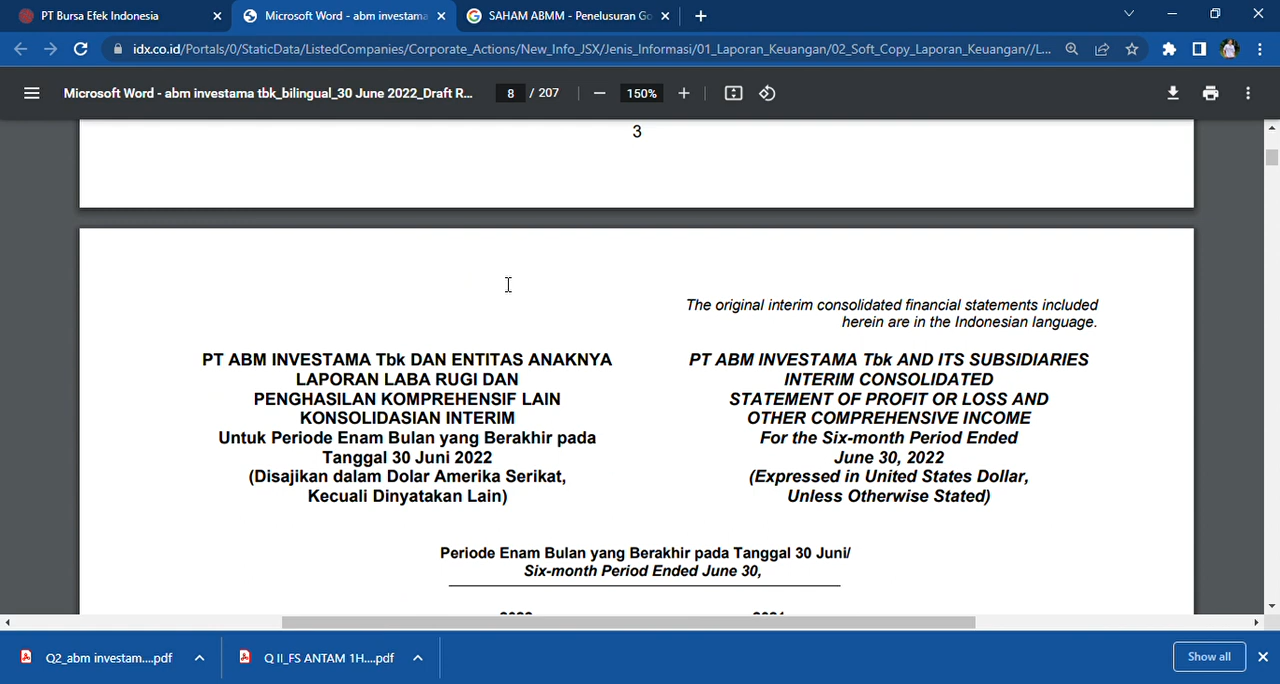 PT Bursa Efek Indonesia
Microsoft Word - abm investama
SAHAM ABMM - Penelusuran Go
idx.co.id/Portals/0/StaticData/ListedCompanies/Corporate_Actions/New_Info_JSX/Jenis_Informasi/01_Laporan_Keuangan/02_Soft_Copy_Laporan_Keuangan//L...
Microsoft Word - abm investama tbk_bilingual_30 June 2022_Draft R...
8 / 207
150%
3
The original interim consolidated financial statements included
herein are in the Indonesian language.
PT ABM INVESTAMA Tbk DAN ENTITAS ANAKNYA
LAPORAN LABA RUGI DAN
PENGHASILAN KOMPREHENSIF LAIN
KONSOLIDASIAN INTERIM
Untuk Periode Enam Bulan yang Berakhir pada
Tanggal 30 Juni 2022
(Disajikan dalam Dolar Amerika Serikat,
Kecuali Dinyatakan Lain)
PT ABM INVESTAMA Tbk AND ITS SUBSIDIARIES
INTERIM CONSOLIDATED
STATEMENT OF PROFIT OR LOSS AND
OTHER COMPREHENSIVE INCOME
For the Six-month Period Ended
June 30, 2022
(Expressed in United States Dollar,
Unless Otherwise Stated)
Periode Enam Bulan yang Berakhir pada Tanggal 30 Juni/
Six-month Period Ended June 30,
Q2_abm investam....pdf
Q II_FS ANTAM 1H....pdf
Show all